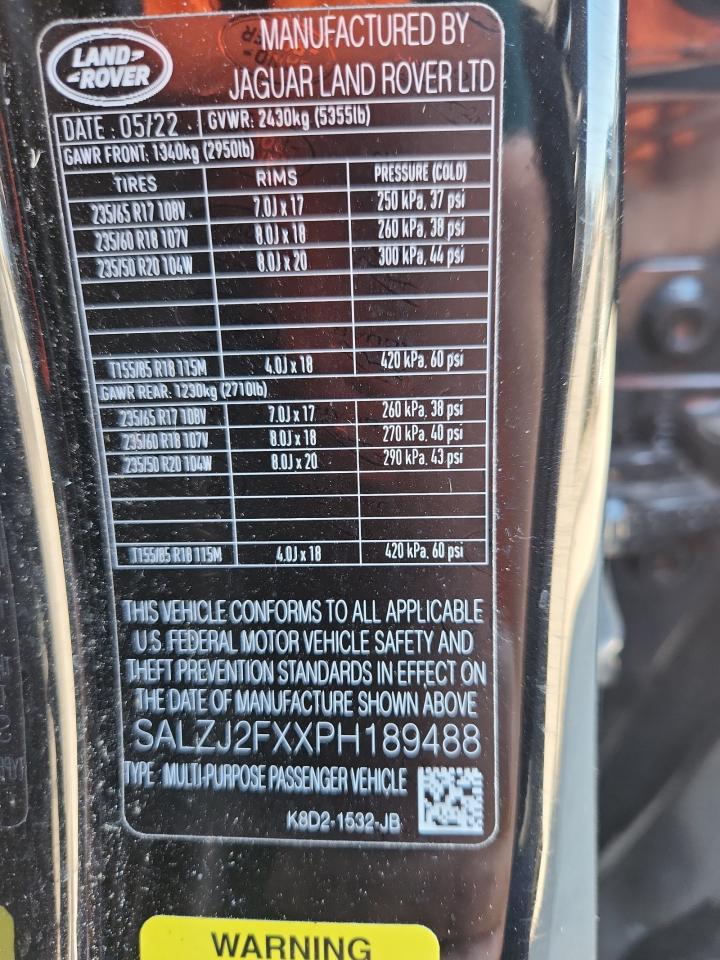 LAND-
-ROVER
MANUFACTURED BY
JAGUAR LAND ROVER LTD
DATE: 05/22 GVWR: 2430kg (5355lb)
GAWR FRONT: 1340kg (2950lb)
TIRES RIMS PRESSURE (COLD)
235/65 R17 108V 7.0J x 17 250 kPa, 37 psi
235/60 R18 107V 8.0J x 18 260 kPa, 38 psi
235/50 R20 104W 8.0J x 20 300 kPa, 44 psi
T155/85 R18 115M 4.0J x 18 420 kPa, 60 psi
GAWR REAR: 1230kg (2710lb)
235/65 R17 108V 7.0J x 17 260 kPa, 38 psi
235/60 R18 107V 8.0J x 18 270 kPa, 40 psi
235/50 R20 104W 8.0J x 20 290 kPa, 43 psi
T155/85 R18 115M 4.0J x 18 420 kPa, 60 psi
THIS VEHICLE CONFORMS TO ALL APPLICABLE
U.S. FEDERAL MOTOR VEHICLE SAFETY AND
THEFT PREVENTION STANDARDS IN EFFECT ON
THE DATE OF MANUFACTURE SHOWN ABOVE
SALZJ2FXXPH189488
TYPE: MULTI-PURPOSE PASSENGER VEHICLE
K8D2-1532-JB
WARNING